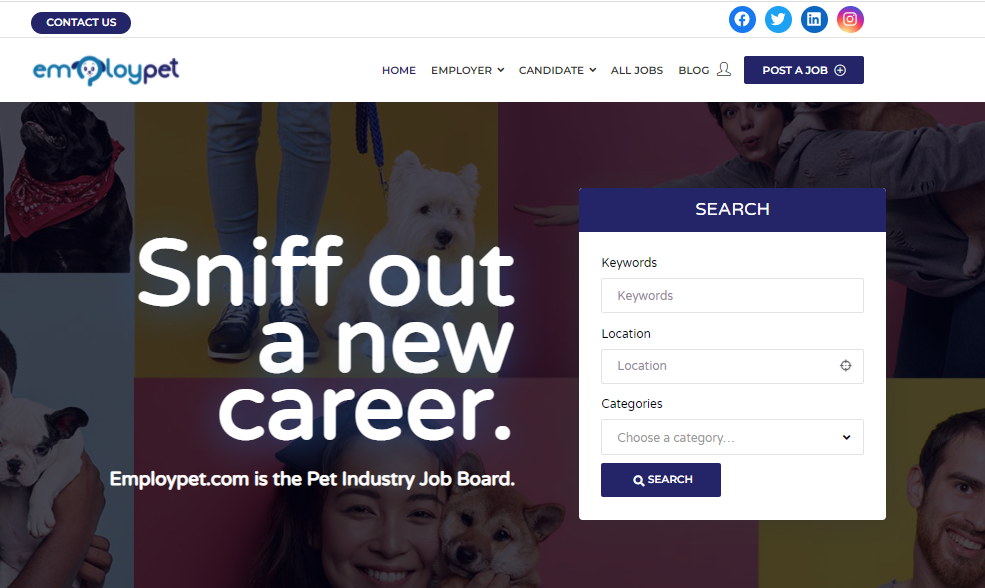 CONTACT US
employpet
HOME EMPLOYER CANDIDATE ALL JOBS BLOG POST A JOB
Sniff out
a new
career.
Employpet.com is the Pet Industry Job Board.
SEARCH
Keywords
Keywords
Location
Location
Categories
Choose a category...
SEARCH